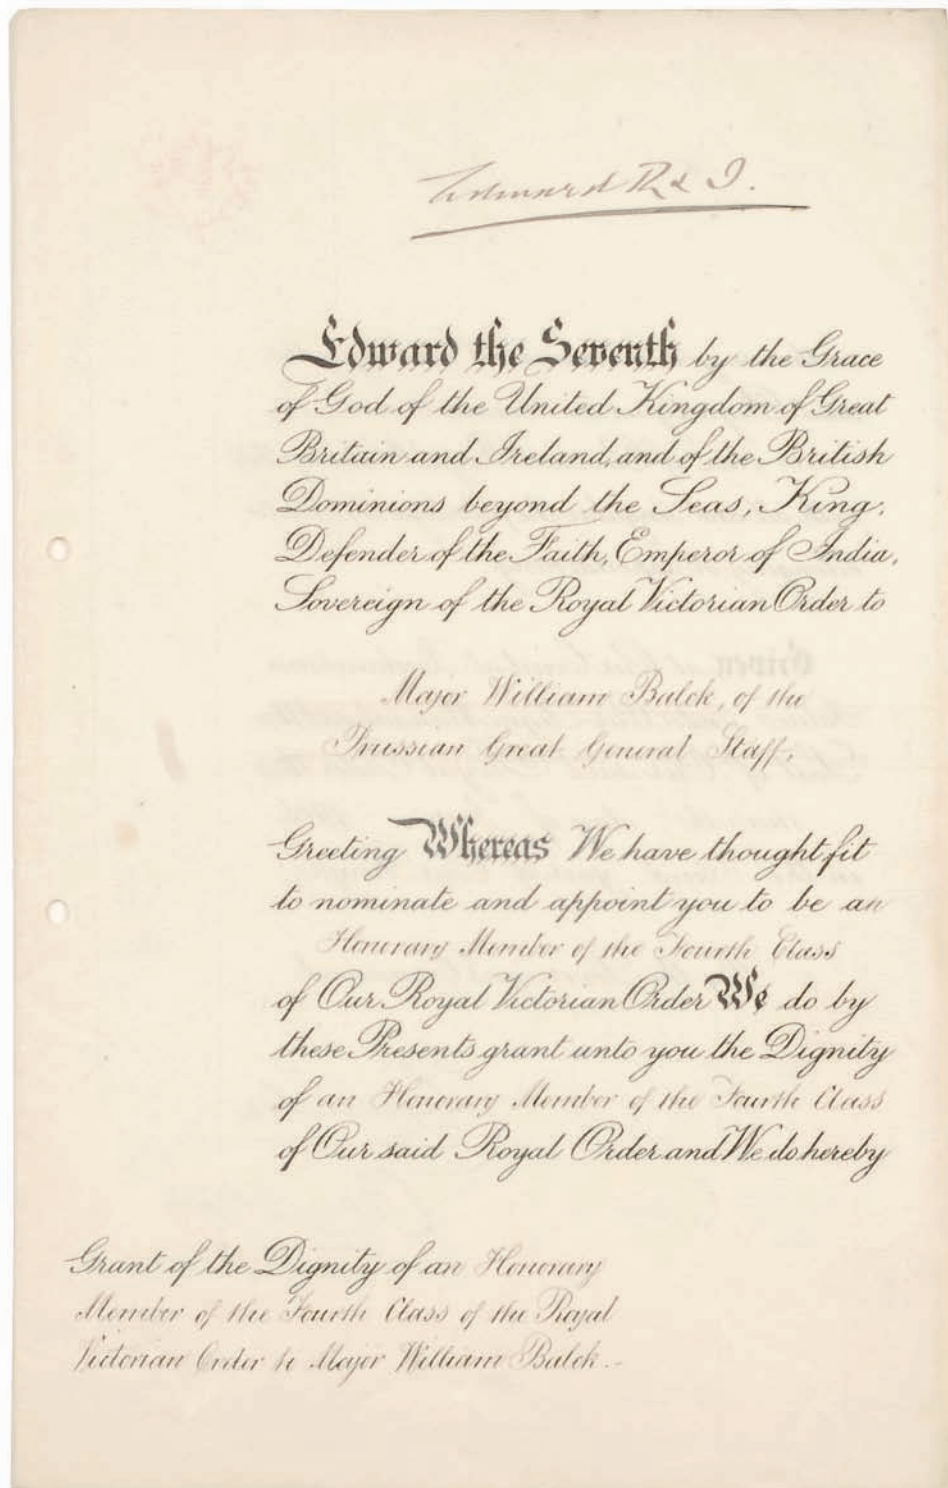 Edward R & I.
Edward the Seventh by the Grace
of God of the United Kingdom of Great
Britain and Ireland, and of the British
Dominions beyond the Seas, King,
Defender of the Faith, Emperor of India,
Sovereign of the Royal Victorian Order to
Major William Balck, of the
Prussian Great General Staff,
Greeting Whereas We have thought fit
to nominate and appoint you to be an
Honorary Member of the Fourth Class
of Our Royal Victorian Order We do by
these Presents grant unto you the Dignity
of an Honorary Member of the Fourth Class
of Our said Royal Order and We do hereby
Grant of the Dignity of an Honorary
Member of the Fourth Class of the Royal
Victorian Order to Major William Balck.-